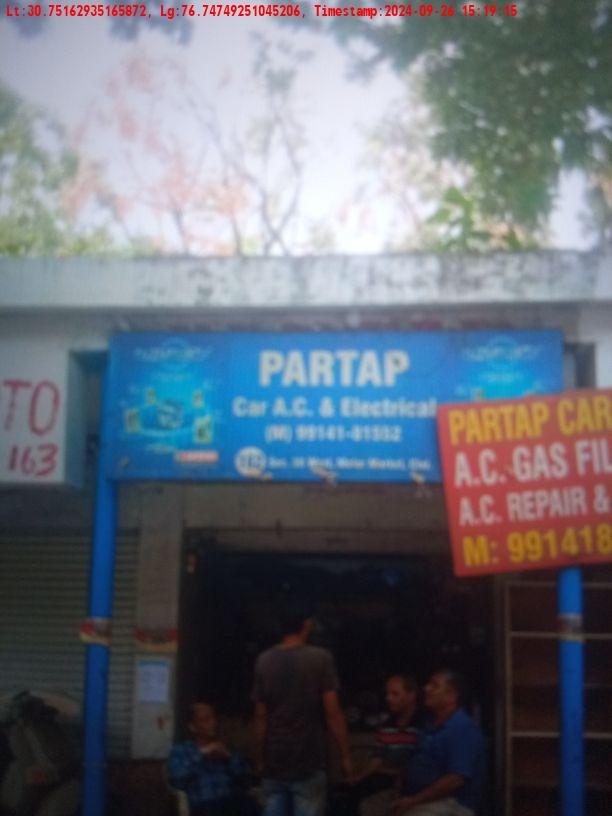 Lt:30.75162935165872, Lg:76.74749251045206, Timestamp:2024-09-26 15:19:15
PARTAP
Car A.C. & Electrical
(M) 99141-81552
TO
163
PARTAP CAR
A.C. GAS FIL
A.C. REPAIR &
M: 991418